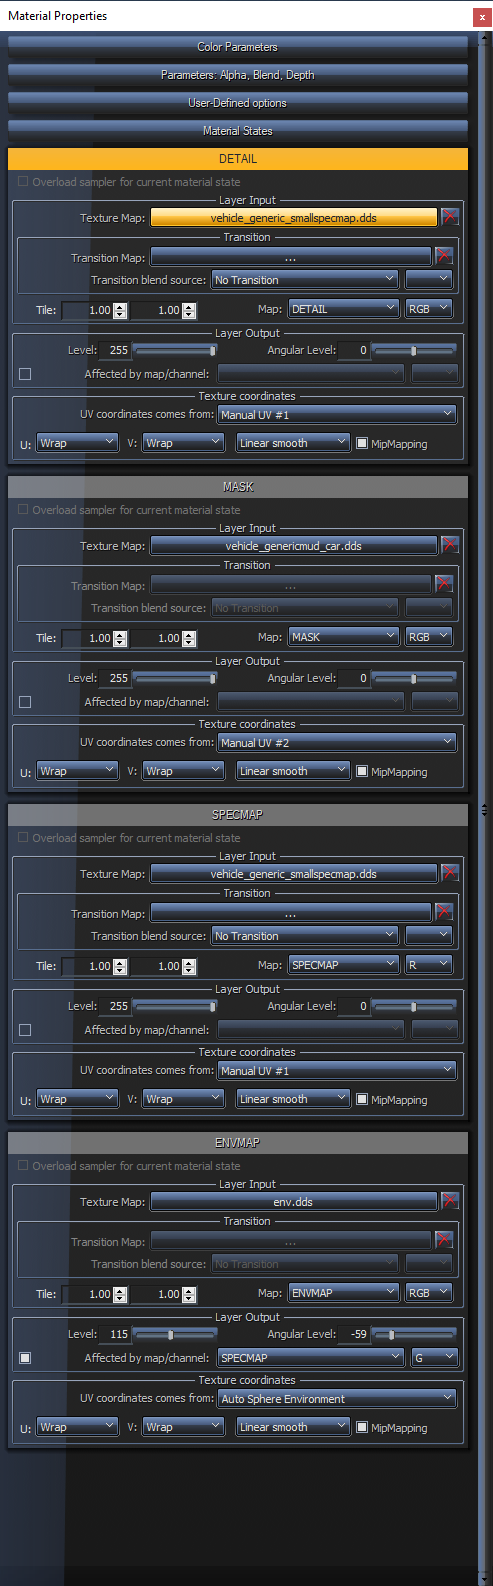 Material Properties x
Color Parameters
Parameters: Alpha, Blend, Depth
User-Defined options
Material States
DETAIL
Overload sampler for current material state
Layer Input
Texture Map: vehicle_generic_smallspecmap.dds
Transition
Transition Map: ...
Transition blend source: No Transition
Tile: 1.00 1.00 Map: DETAIL RGB
Layer Output
Level: 255 Angular Level: 0
Affected by map/channel:
Texture coordinates
UV coordinates comes from: Manual UV #1
U: Wrap V: Wrap Linear smooth MipMapping
MASK
Overload sampler for current material state
Layer Input
Texture Map: vehicle_genericmud_car.dds
Transition
Transition Map: ...
Transition blend source: No Transition
Tile: 1.00 1.00 Map: MASK RGB
Layer Output
Level: 255 Angular Level: 0
Affected by map/channel:
Texture coordinates
UV coordinates comes from: Manual UV #2
U: Wrap V: Wrap Linear smooth MipMapping
SPECMAP
Overload sampler for current material state
Layer Input
Texture Map: vehicle_generic_smallspecmap.dds
Transition
Transition Map: ...
Transition blend source: No Transition
Tile: 1.00 1.00 Map: SPECMAP R
Layer Output
Level: 255 Angular Level: 0
Affected by map/channel:
Texture coordinates
UV coordinates comes from: Manual UV #1
U: Wrap V: Wrap Linear smooth MipMapping
ENVMAP
Overload sampler for current material state
Layer Input
Texture Map: env.dds
Transition
Transition Map: ...
Transition blend source: No Transition
Tile: 1.00 1.00 Map: ENVMAP RGB
Layer Output
Level: 115 Angular Level: -59
Affected by map/channel: SPECMAP G
Texture coordinates
UV coordinates comes from: Auto Sphere Environment
U: Wrap V: Wrap Linear smooth MipMapping